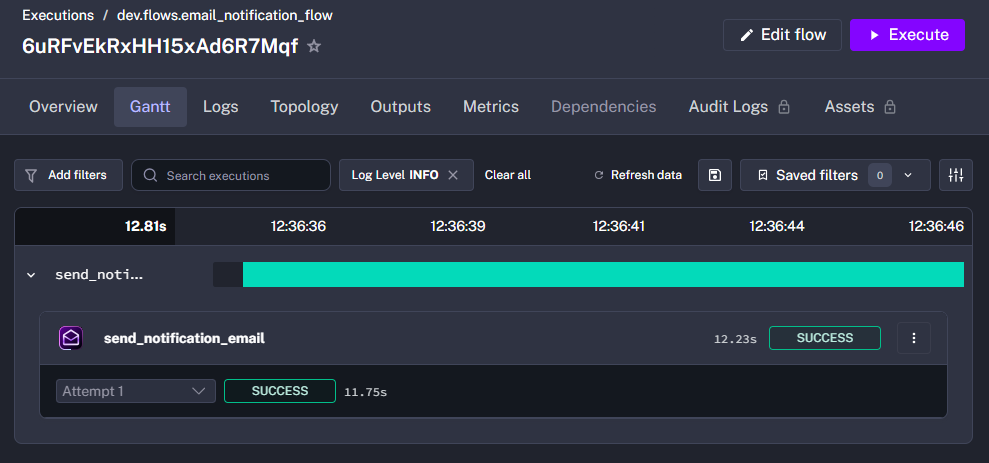 Executions / dev.flows.email_notification_flow
6uRFvEkRxHH15xAd6R7Mqf
Edit flow
Execute
Overview Gantt Logs Topology Outputs Metrics Dependencies Audit Logs Assets
Add filters Search executions Log Level INFO Clear all Refresh data Saved filters 0
12.81s 12:36:36 12:36:39 12:36:41 12:36:44 12:36:46
send_noti...
send_notification_email 12.23s SUCCESS
Attempt 1 SUCCESS 11.75s